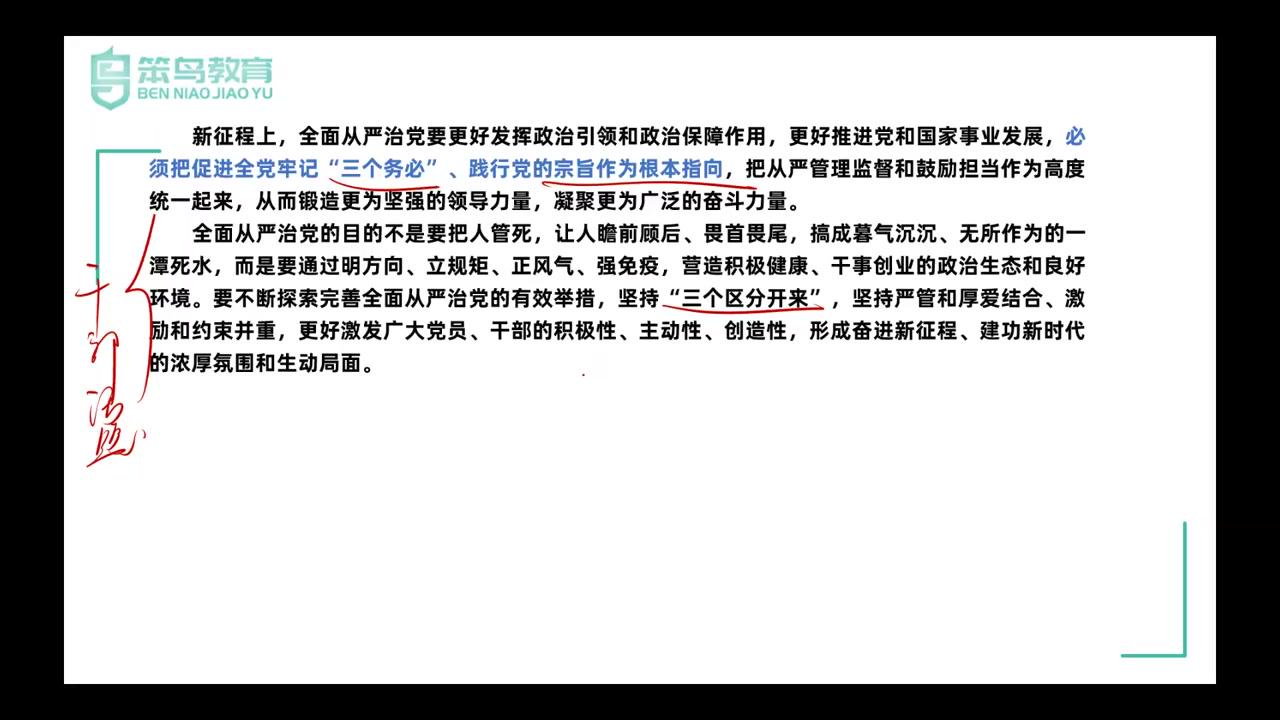 笨鸟教育
BEN NIAO JIAO YU
新征程上，全面从严治党要更好发挥政治引领和政治保障作用，更好推进党和国家事业发展，必
须把促进全党牢记“三个务必”、践行党的宗旨作为根本指向，把从严管理监督和鼓励担当作为高度
统一起来，从而锻造更为坚强的领导力量，凝聚更为广泛的奋斗力量。
全面从严治党的目的不是要把人管死，让人瞻前顾后、畏首畏尾，搞成暮气沉沉、无所作为的一
潭死水，而是要通过明方向、立规矩、正风气、强免疫，营造积极健康、干事创业的政治生态和良好
环境。要不断探索完善全面从严治党的有效举措，坚持“三个区分开来”，坚持严管和厚爱结合、激
励和约束并重，更好激发广大党员、干部的积极性、主动性、创造性，形成奋进新征程、建功新时代
的浓厚氛围和生动局面。